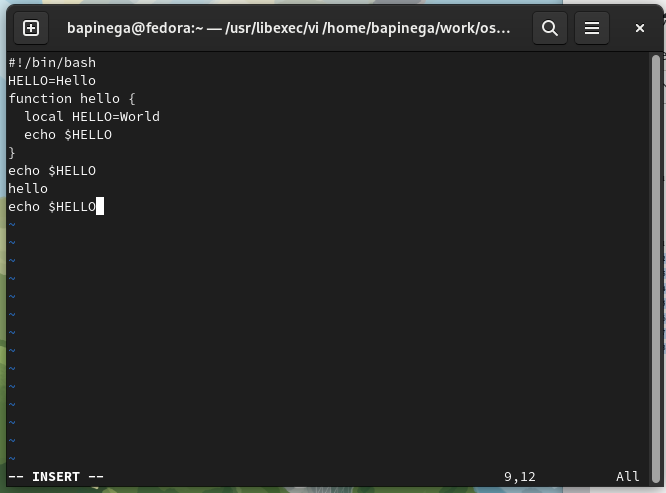 bapinega@fedora:~ — /usr/libexec/vi /home/bapinega/work/os...
#!/bin/bash
HELLO=Hello
function hello {
  local HELLO=World
  echo $HELLO
}
echo $HELLO
hello
echo $HELLO
~
~
~
~
~
~
~
~
~
~
~
~
~
~
-- INSERT -- 9,12 All